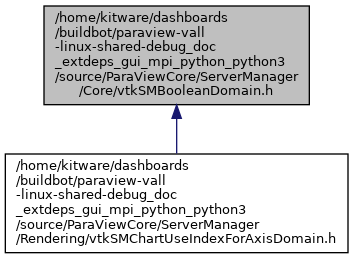 /home/kitware/dashboards
/buildbot/paraview-vall
-linux-shared-debug_doc
_extdeps_gui_mpi_python_python3
/source/ParaViewCore/ServerManager
/Core/vtkSMBooleanDomain.h
/home/kitware/dashboards
/buildbot/paraview-vall
-linux-shared-debug_doc
_extdeps_gui_mpi_python_python3
/source/ParaViewCore/ServerManager
/Rendering/vtkSMChartUseIndexForAxisDomain.h